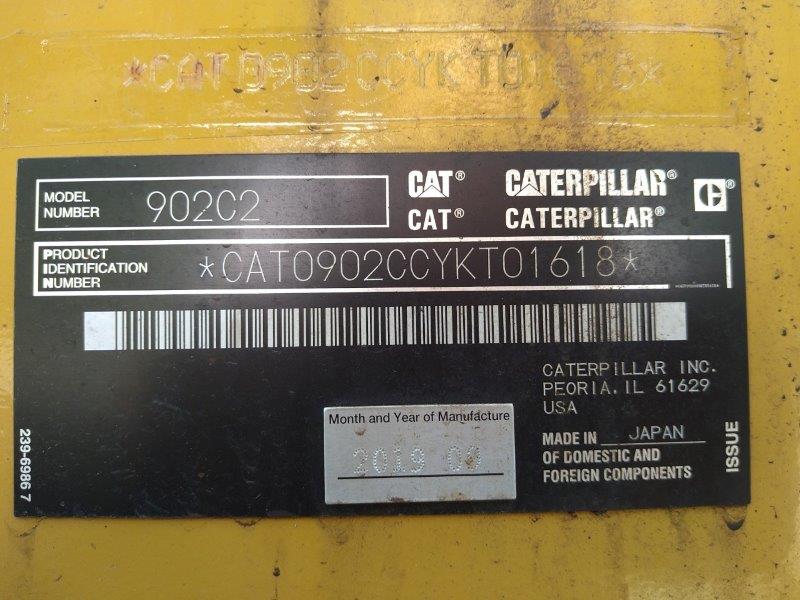 *CAT0902CCYKT01618*
MODEL NUMBER 902C2
CAT® CATERPILLAR® C®
CAT® CATERPILLAR®
PRODUCT IDENTIFICATION NUMBER *CAT0902CCYKT01618*
CATERPILLAR INC.
PEORIA, IL 61629
USA
Month and Year of Manufacture
2019 09
MADE IN JAPAN
OF DOMESTIC AND
FOREIGN COMPONENTS
239-6986 7
ISSUE